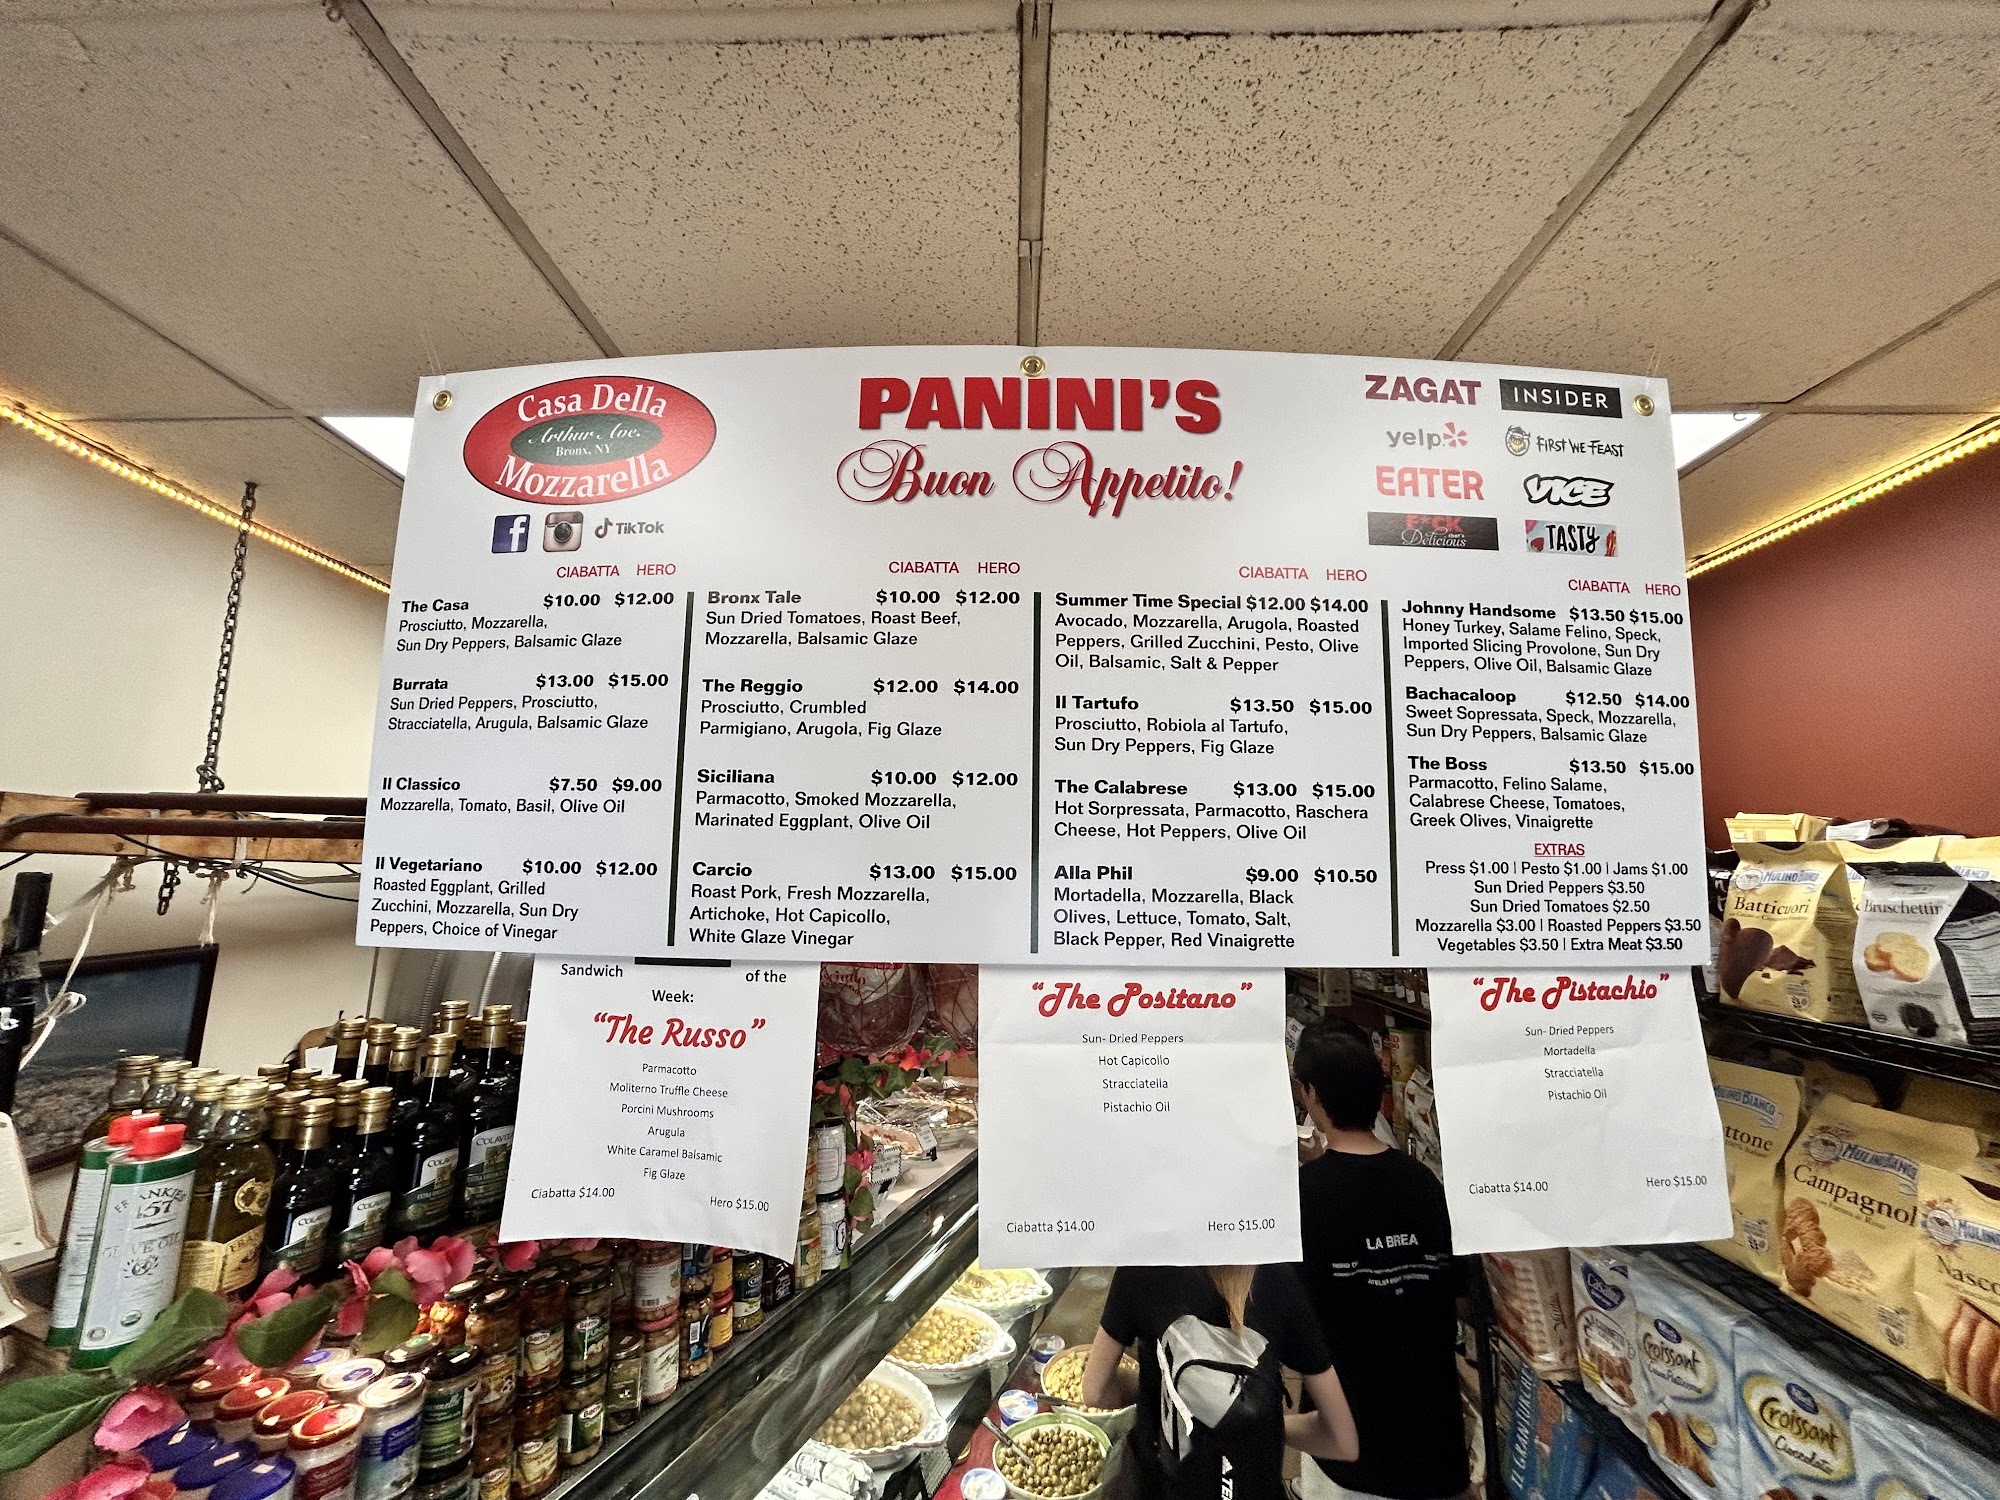 Casa Della
Arthur Ave.
Bronx, NY
Mozzarella
TikTok
PANINI'S
Buon Appetito!
ZAGAT
INSIDER
yelp
FIRST WE FEAST
EATER
VICE
F*CK
that's
Delicious
TASTY
CIABATTA HERO
The Casa $10.00 $12.00
Prosciutto, Mozzarella,
Sun Dry Peppers, Balsamic Glaze
Burrata $13.00 $15.00
Sun Dried Peppers, Prosciutto,
Stracciatella, Arugula, Balsamic Glaze
Il Classico $7.50 $9.00
Mozzarella, Tomato, Basil, Olive Oil
Il Vegetariano $10.00 $12.00
Roasted Eggplant, Grilled
Zucchini, Mozzarella, Sun Dry
Peppers, Choice of Vinegar
CIABATTA HERO
Bronx Tale $10.00 $12.00
Sun Dried Tomatoes, Roast Beef,
Mozzarella, Balsamic Glaze
The Reggio $12.00 $14.00
Prosciutto, Crumbled
Parmigiano, Arugola, Fig Glaze
Siciliana $10.00 $12.00
Parmacotto, Smoked Mozzarella,
Marinated Eggplant, Olive Oil
Carcio $13.00 $15.00
Roast Pork, Fresh Mozzarella,
Artichoke, Hot Capicollo,
White Glaze Vinegar
CIABATTA HERO
Summer Time Special $12.00 $14.00
Avocado, Mozzarella, Arugola, Roasted
Peppers, Grilled Zucchini, Pesto, Olive
Oil, Balsamic, Salt & Pepper
Il Tartufo $13.50 $15.00
Prosciutto, Robiola al Tartufo,
Sun Dry Peppers, Fig Glaze
The Calabrese $13.00 $15.00
Hot Sorpressata, Parmacotto, Raschera
Cheese, Hot Peppers, Olive Oil
Alla Phil $9.00 $10.50
Mortadella, Mozzarella, Black
Olives, Lettuce, Tomato, Salt,
Black Pepper, Red Vinaigrette
CIABATTA HERO
Johnny Handsome $13.50 $15.00
Honey Turkey, Salame Felino, Speck,
Imported Slicing Provolone, Sun Dry
Peppers, Olive Oil, Balsamic Glaze
Bachacaloop $12.50 $14.00
Sweet Sopressata, Speck, Mozzarella,
Sun Dry Peppers, Balsamic Glaze
The Boss $13.50 $15.00
Parmacotto, Felino Salame,
Calabrese Cheese, Tomatoes,
Greek Olives, Vinaigrette
EXTRAS
Press $1.00 | Pesto $1.00 | Jams $1.00
Sun Dried Peppers $3.50
Sun Dried Tomatoes $2.50
Mozzarella $3.00 | Roasted Peppers $3.50
Vegetables $3.50 | Extra Meat $3.50
Sandwich of the
Week:
"The Russo"
Parmacotto
Moliterno Truffle Cheese
Porcini Mushrooms
Arugula
White Caramel Balsamic
Fig Glaze
Ciabatta $14.00 Hero $15.00
"The Positano"
Sun- Dried Peppers
Hot Capicollo
Stracciatella
Pistachio Oil
Ciabatta $14.00 Hero $15.00
"The Pistachio"
Sun- Dried Peppers
Mortadella
Stracciatella
Pistachio Oil
Ciabatta $14.00 Hero $15.00
LA BREA
MULINO BIANCO
Batticuori
Bruschettin
MULINO BIANCO
ttone
MULINO BIANCO
Campagnol
Croissant
Croissant
Cioccolato